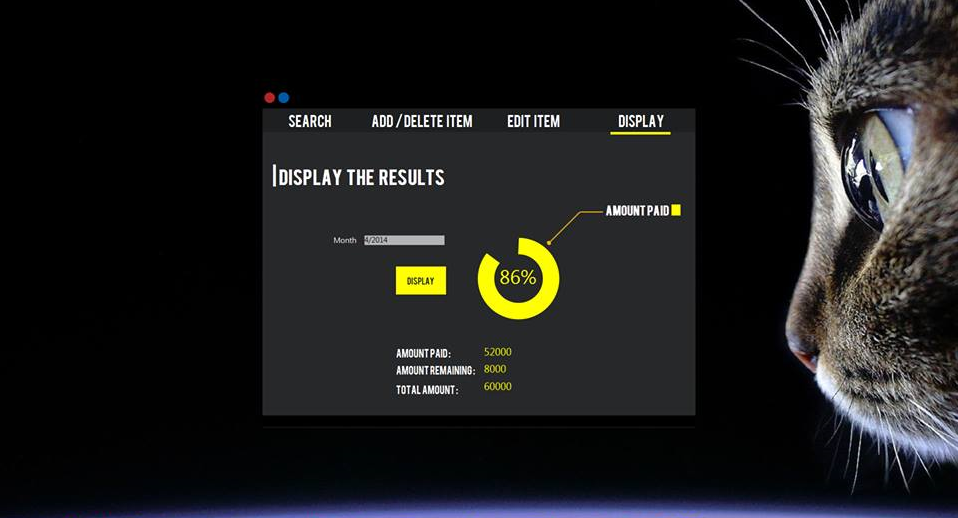 SEARCH ADD / DELETE ITEM EDIT ITEM DISPLAY
DISPLAY THE RESULTS
AMOUNT PAID
Month 4/2014
DISPLAY
86%
AMOUNT PAID : 52000
AMOUNT REMAINING : 8000
TOTAL AMOUNT : 60000